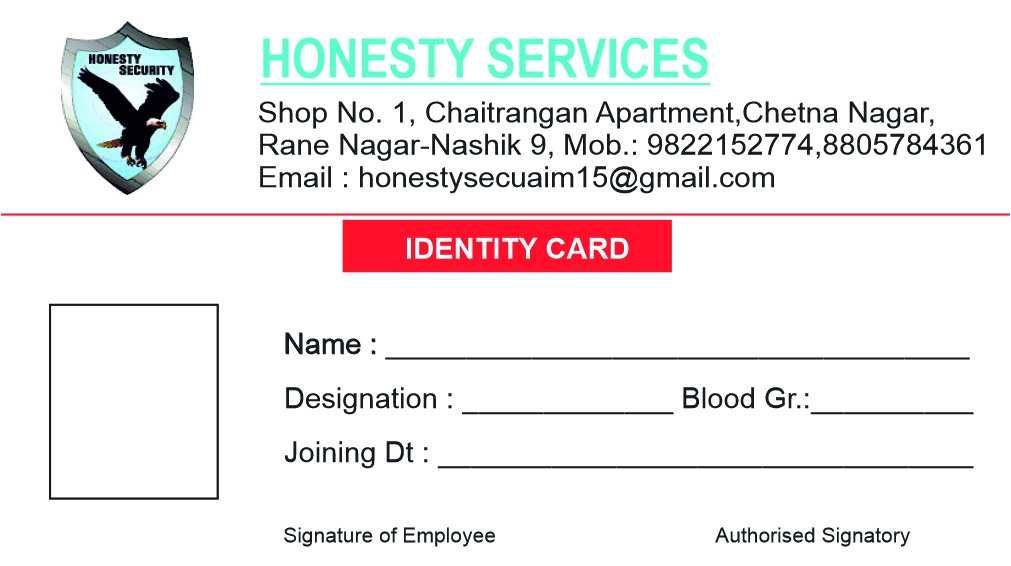 HONESTY
SECURITY
HONESTY SERVICES
Shop No. 1, Chaitrangan Apartment,Chetna Nagar,
Rane Nagar-Nashik 9, Mob.: 9822152774,8805784361
Email : honestysecuaim15@gmail.com
IDENTITY CARD
Name : ____________________________________
Designation : _____________ Blood Gr.:__________
Joining Dt : _________________________________
Signature of Employee Authorised Signatory